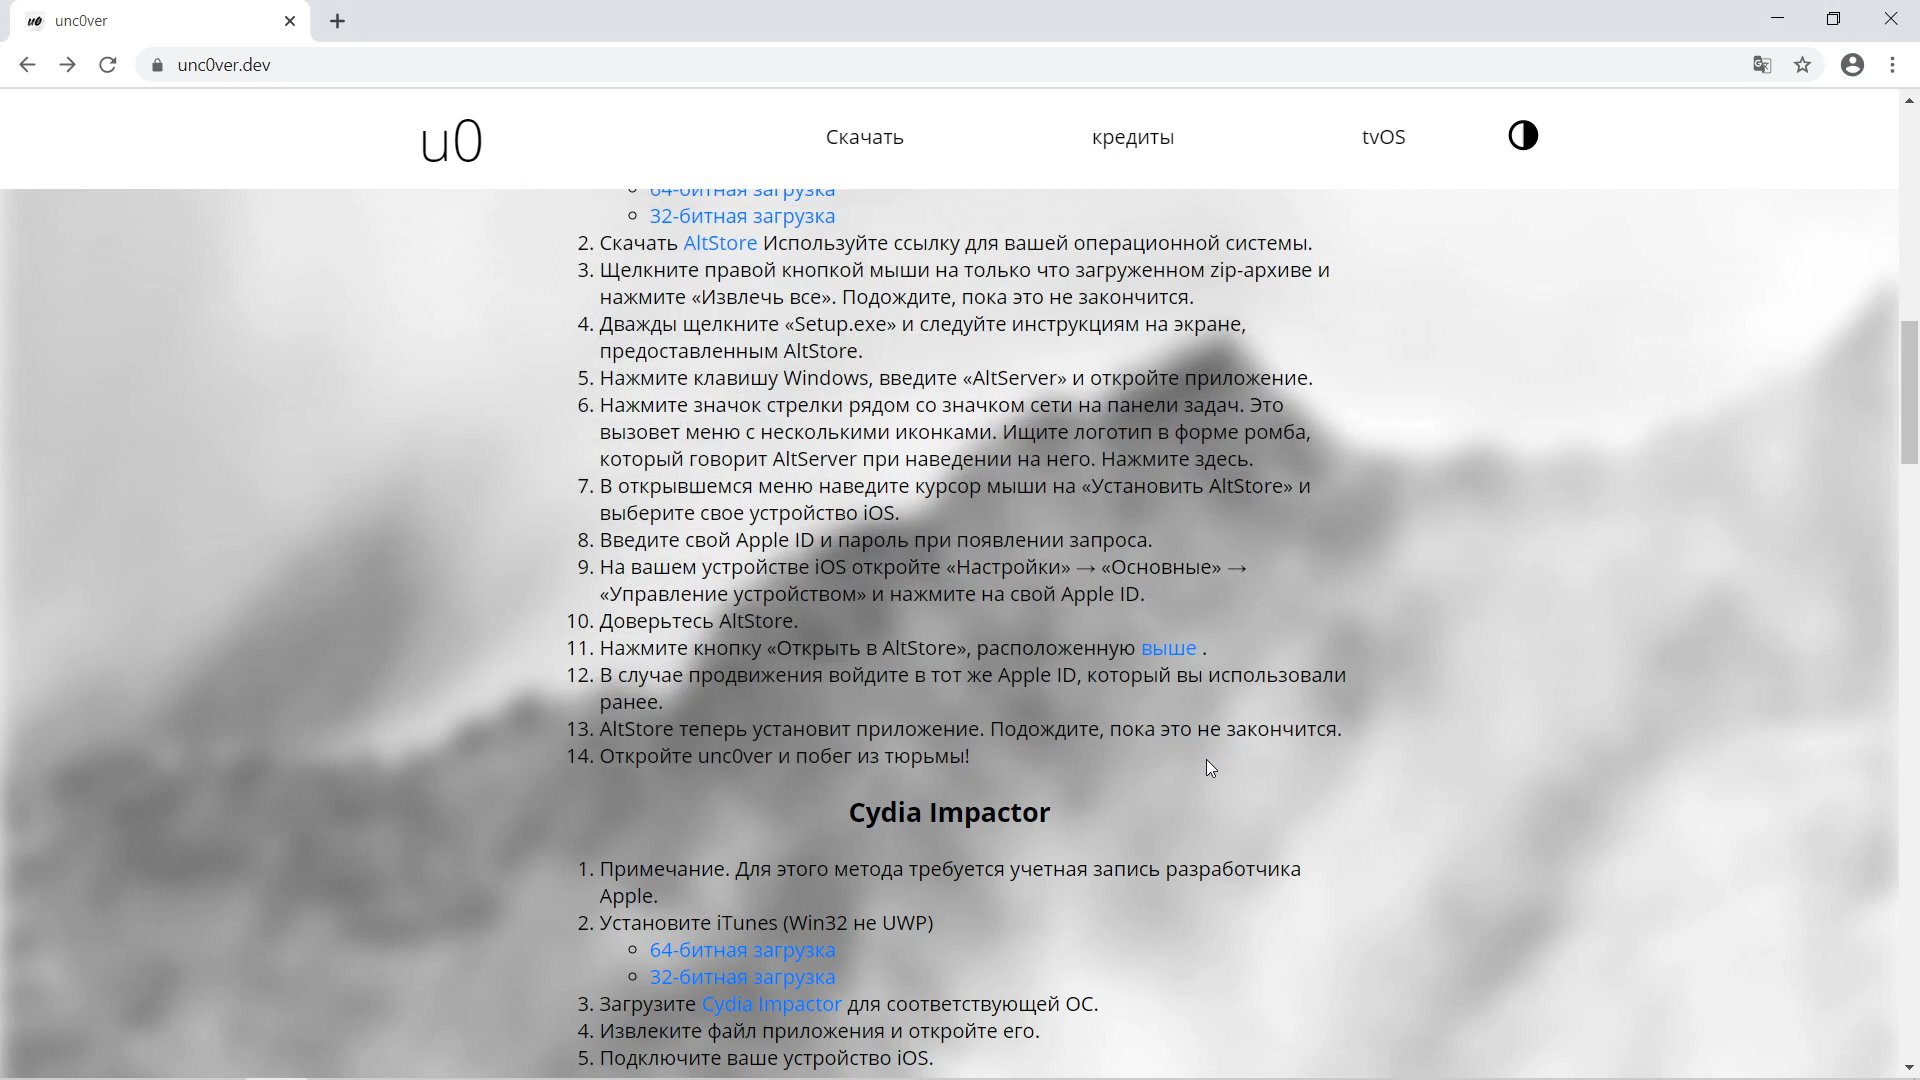 unc0ver
unc0ver.dev
u0
Скачать
кредиты
tvOS
64-битная загрузка
32-битная загрузка
2. Скачать AltStore Используйте ссылку для вашей операционной системы.
3. Щелкните правой кнопкой мыши на только что загруженном zip-архиве и
нажмите «Извлечь все». Подождите, пока это не закончится.
4. Дважды щелкните «Setup.exe» и следуйте инструкциям на экране,
предоставленным AltStore.
5. Нажмите клавишу Windows, введите «AltServer» и откройте приложение.
6. Нажмите значок стрелки рядом со значком сети на панели задач. Это
вызовет меню с несколькими иконками. Ищите логотип в форме ромба,
который говорит AltServer при наведении на него. Нажмите здесь.
7. В открывшемся меню наведите курсор мыши на «Установить AltStore» и
выберите свое устройство iOS.
8. Введите свой Apple ID и пароль при появлении запроса.
9. На вашем устройстве iOS откройте «Настройки» → «Основные» →
«Управление устройством» и нажмите на свой Apple ID.
10. Доверьтесь AltStore.
11. Нажмите кнопку «Открыть в AltStore», расположенную выше .
12. В случае продвижения войдите в тот же Apple ID, который вы использовали
ранее.
13. AltStore теперь установит приложение. Подождите, пока это не закончится.
14. Откройте unc0ver и побег из тюрьмы!
Cydia Impactor
1. Примечание. Для этого метода требуется учетная запись разработчика
Apple.
2. Установите iTunes (Win32 не UWP)
64-битная загрузка
32-битная загрузка
3. Загрузите Cydia Impactor для соответствующей ОС.
4. Извлеките файл приложения и откройте его.
5. Подключите ваше устройство iOS.